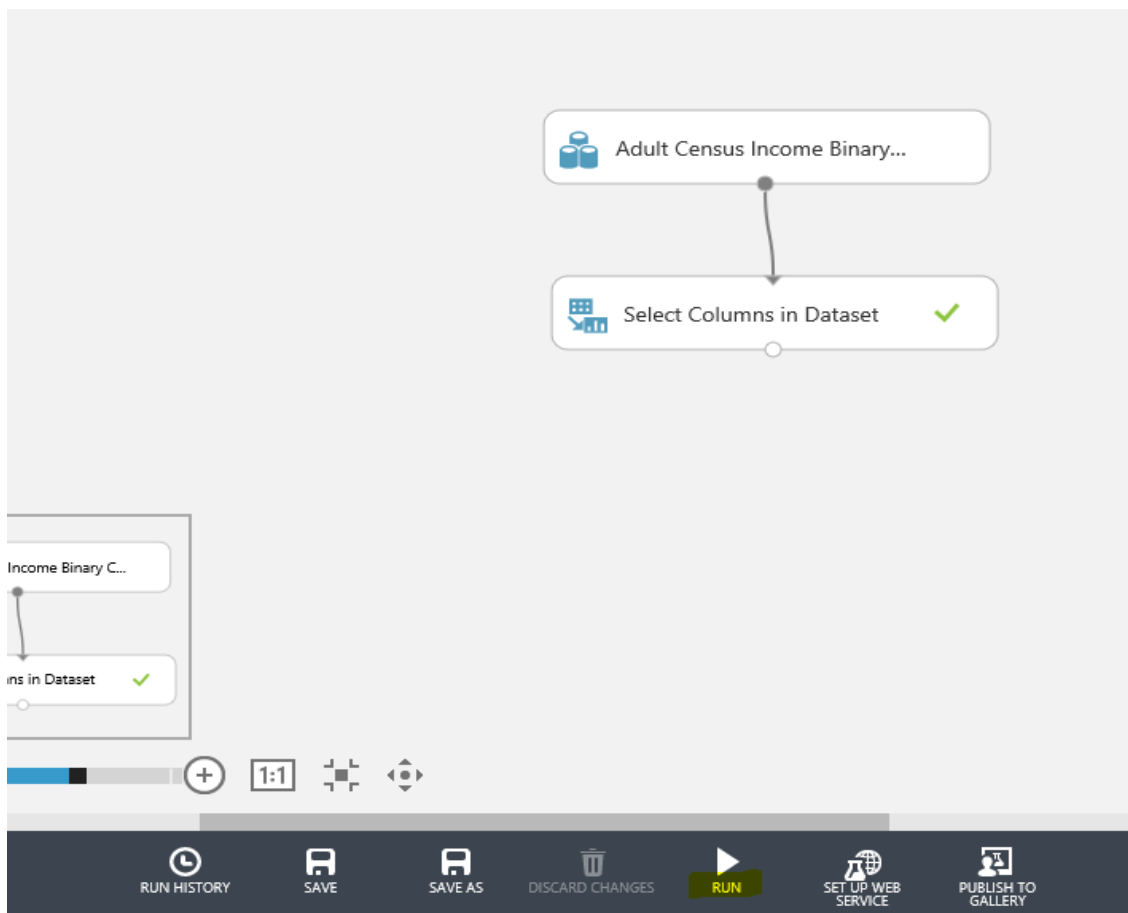 Adult Census Income Binary...
Select Columns in Dataset
Income Binary C...
ns in Dataset
1:1
RUN HISTORY
SAVE
SAVE AS
DISCARD CHANGES
RUN
SET UP WEB
SERVICE
PUBLISH TO
GALLERY